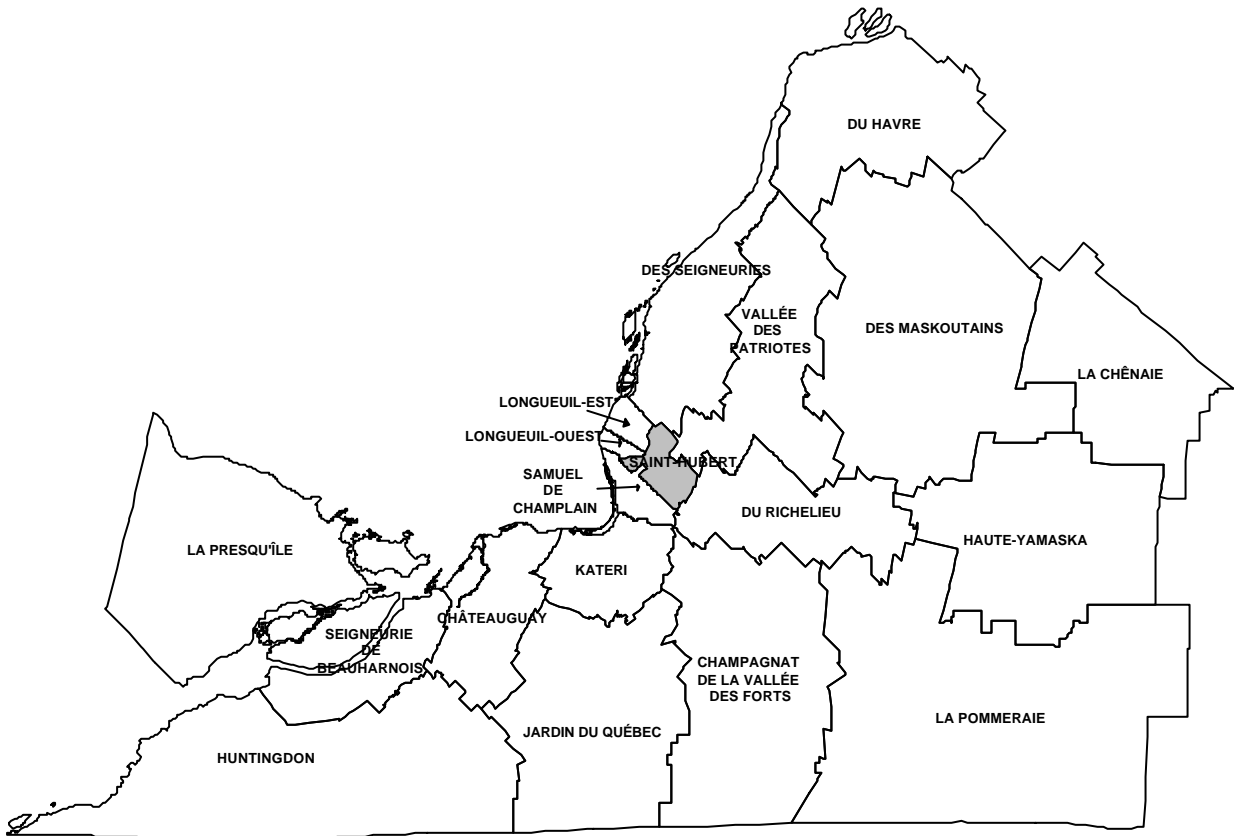 DU HAVRE
DES SEIGNEURIES
VALLÉE
DES
PATRIOTES
DES MASKOUTAINS
LA CHÊNAIE
LONGUEUIL-EST
LONGUEUIL-OUEST
SAINT-HUBERT
SAMUEL
DE
CHAMPLAIN
DU RICHELIEU
HAUTE-YAMASKA
LA PRESQU'ÎLE
KATERI
CHÂTEAUGUAY
SEIGNEURIE
DE
BEAUHARNOIS
CHAMPAGNAT
DE LA VALLÉE
DES FORTS
LA POMMERAIE
JARDIN DU QUÉBEC
HUNTINGDON